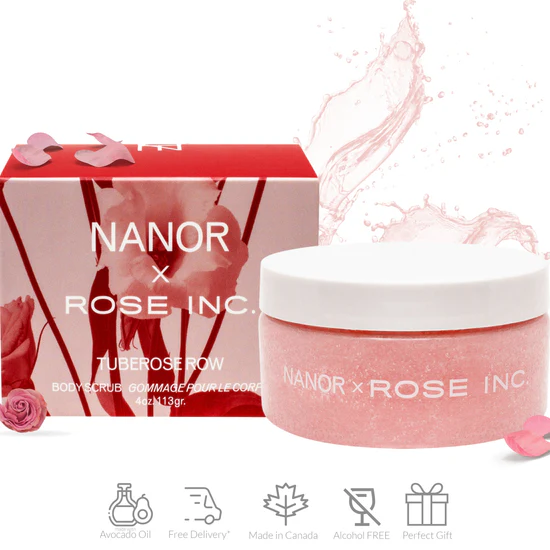 NANOR
X
ROSE INC.
TUBEROSE ROW
BODY SCRUB GOMMAGE POUR LE CORP
4oz.113gr.
NANOR x ROSE INC.
Avocado Oil
Free Delivery*
Made in Canada
Alcohol FREE
Perfect Gift